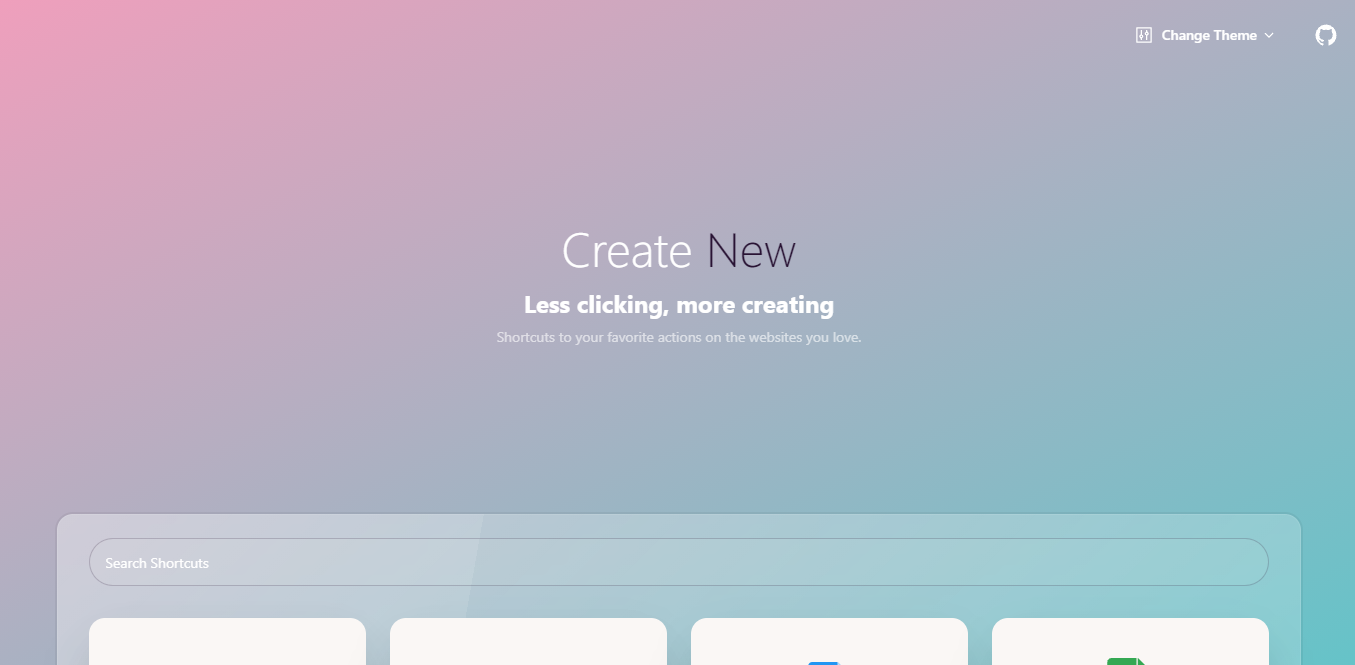 Change Theme
Create New
Less clicking, more creating
Shortcuts to your favorite actions on the websites you love.
Search Shortcuts